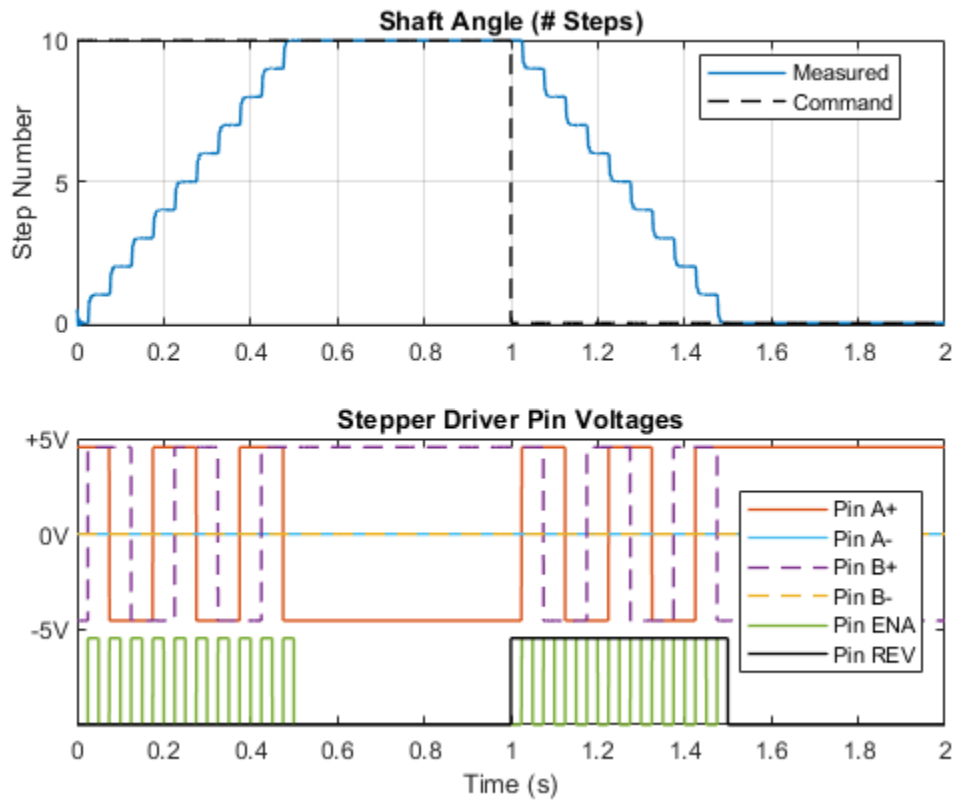 Shaft Angle (# Steps)
10
5
0
Step Number
Measured
Command
0 0.2 0.4 0.6 0.8 1 1.2 1.4 1.6 1.8 2
Stepper Driver Pin Voltages
+5V
0V
-5V
Pin A+
Pin A-
Pin B+
Pin B-
Pin ENA
Pin REV
0 0.2 0.4 0.6 0.8 1 1.2 1.4 1.6 1.8 2
Time (s)